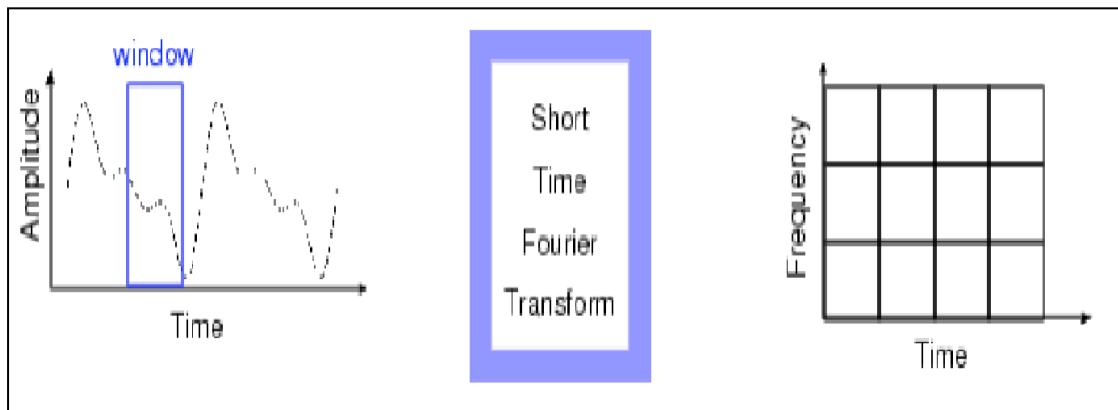 window
Amplitude
Time
Short
Time
Fourier
Transform
Frequency
Time